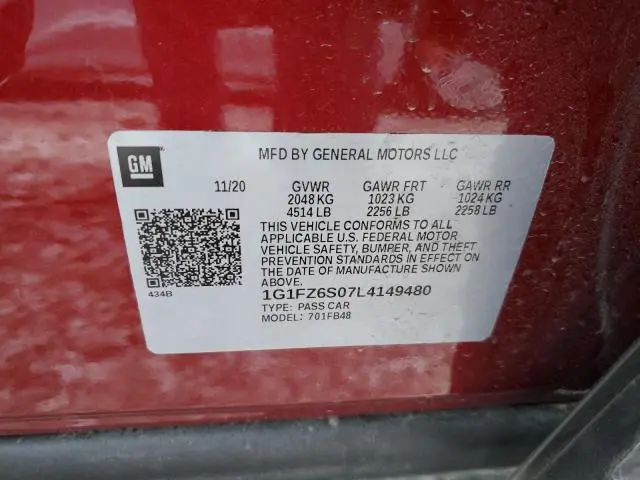 GM
MFD BY GENERAL MOTORS LLC
11/20 GVWR GAWR FRT GAWR RR
2048 KG 1023 KG 1024 KG
4514 LB 2256 LB 2258 LB
THIS VEHICLE CONFORMS TO ALL
APPLICABLE U.S. FEDERAL MOTOR
VEHICLE SAFETY, BUMPER, AND THEFT
PREVENTION STANDARDS IN EFFECT ON
THE DATE OF MANUFACTURE SHOWN
ABOVE.
434B
1G1FZ6S07L4149480
TYPE: PASS CAR
MODEL: 701FB48